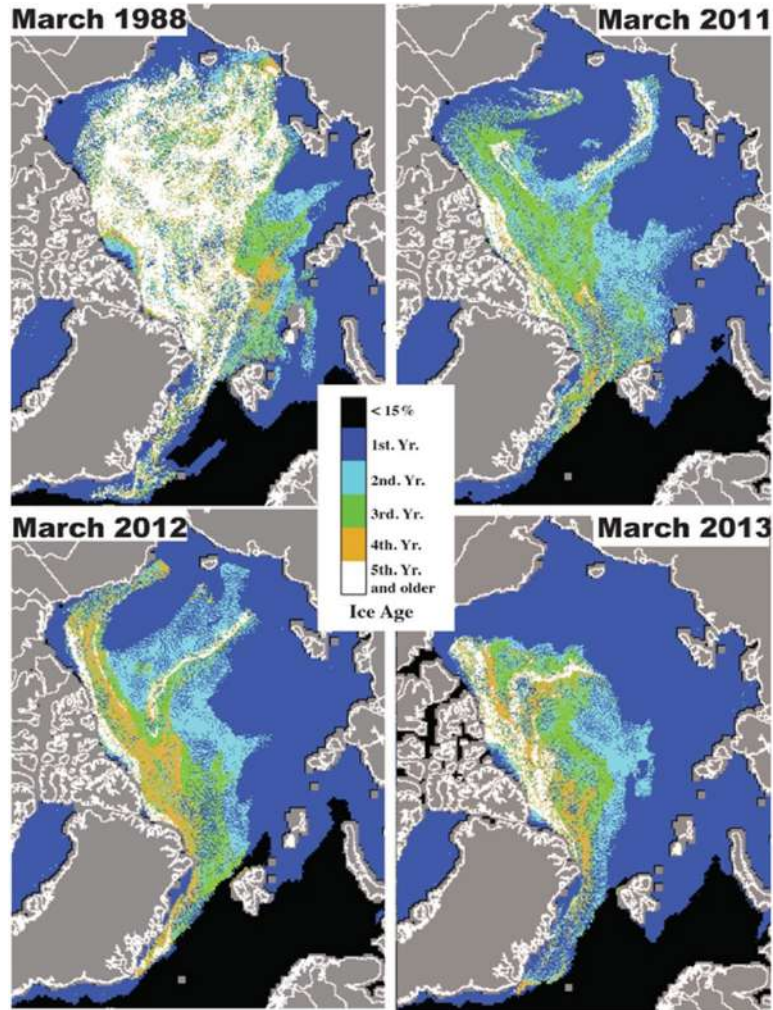 March 1988
March 2011
< 15%
1st. Yr.
2nd. Yr.
3rd. Yr.
4th. Yr.
5th. Yr.
and older
Ice Age
March 2012
March 2013